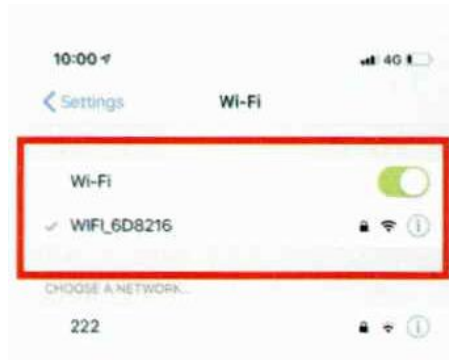 10:00 4G
Settings Wi-Fi
Wi-Fi
WIFI_6D8216
CHOOSE A NETWORK...
222